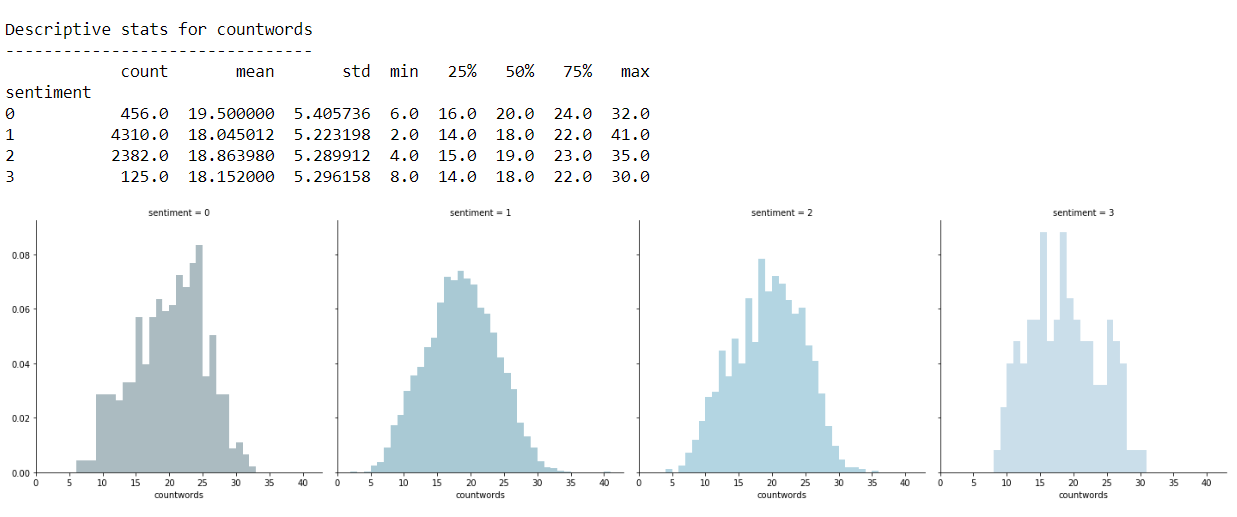 Descriptive stats for countwords
--------------------------------
count mean std min 25% 50% 75% max
sentiment
0 456.0 19.500000 5.405736 6.0 16.0 20.0 24.0 32.0
1 4310.0 18.045012 5.223198 2.0 14.0 18.0 22.0 41.0
2 2382.0 18.863980 5.289912 4.0 15.0 19.0 23.0 35.0
3 125.0 18.152000 5.296158 8.0 14.0 18.0 22.0 30.0
sentiment = 0 sentiment = 1 sentiment = 2 sentiment = 3
0.08
0.06
0.04
0.02
0.00
0 5 10 15 20 25 30 35 40 0 5 10 15 20 25 30 35 40 0 5 10 15 20 25 30 35 40 0 5 10 15 20 25 30 35 40
countwords countwords countwords countwords